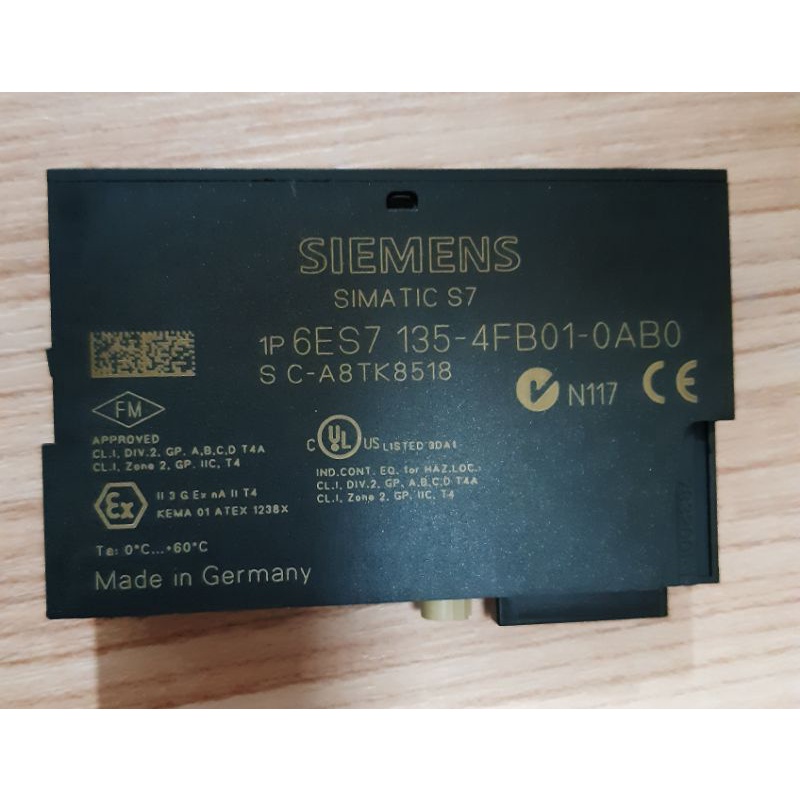 SIEMENS
SIMATIC S7
1P 6ES7 135-4FB01-0AB0
S C-A8TK8518
N117 CE
FM
APPROVED
CL.I, DIV.2, GP. A,B,C,D T4A
CL.I, Zone 2, GP. IIC, T4
C UL US LISTED 3DA1
IND.CONT. EQ. for HAZ.LOC.:
CL.I, DIV.2, GP. A,B,C,D T4A
CL.I, Zone 2, GP. IIC, T4
Ex II 3 G Ex nA II T4
KEMA 01 ATEX 1238X
Ta: 0°C...+60°C
Made in Germany